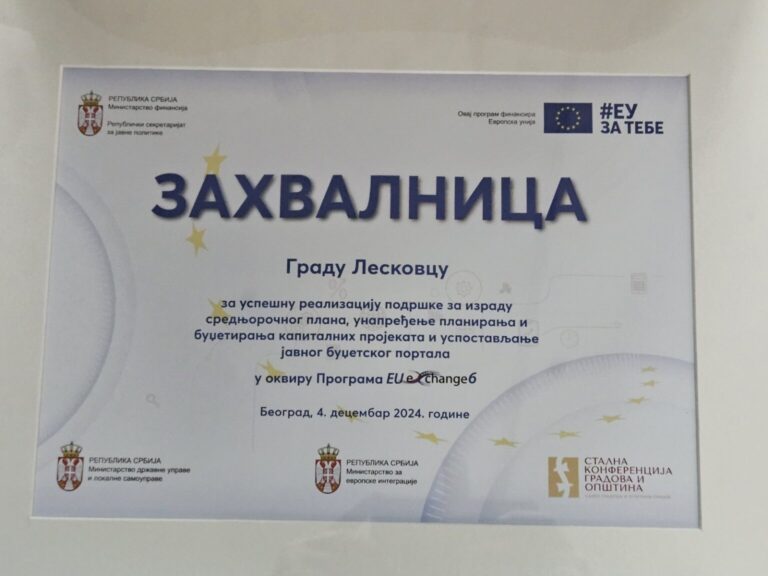 РЕПУБЛИКА СРБИЈА
Министарство финансија
Републички секретаријат
за јавне политике
Овај програм финансира
Европска унија
#ЕУ
ЗА ТЕБЕ
ЗАХВАЛНИЦА
Граду Лесковцу
за успешну реализацију подршке за израду
средњорочног плана, унапређење планирања и
буџетирања капиталних пројеката и успостављање
јавног буџетског портала
у оквиру Програма EU eXchange6
Београд, 4. децембар 2024. године
РЕПУБЛИКА СРБИЈА
Министарство државне управе
и локалне самоуправе
РЕПУБЛИКА СРБИЈА
Министарство за
европске интеграције
СТАЛНА
КОНФЕРЕНЦИЈА
ГРАДОВА И
ОПШТИНА